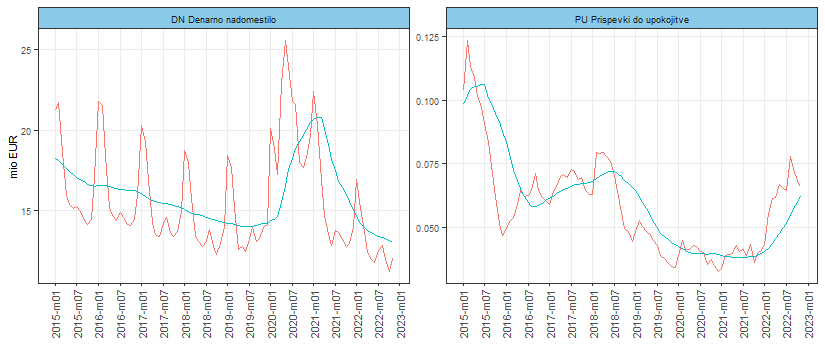 DN Denarno nadomestilo
PU Prispevki do upokojitve
mio EUR
25
20
15
0.125
0.100
0.075
0.050
2015-m01
2015-m07
2016-m01
2016-m07
2017-m01
2017-m07
2018-m01
2018-m07
2019-m01
2019-m07
2020-m01
2020-m07
2021-m01
2021-m07
2022-m01
2022-m07
2023-m01
2015-m01
2015-m07
2016-m01
2016-m07
2017-m01
2017-m07
2018-m01
2018-m07
2019-m01
2019-m07
2020-m01
2020-m07
2021-m01
2021-m07
2022-m01
2022-m07
2023-m01